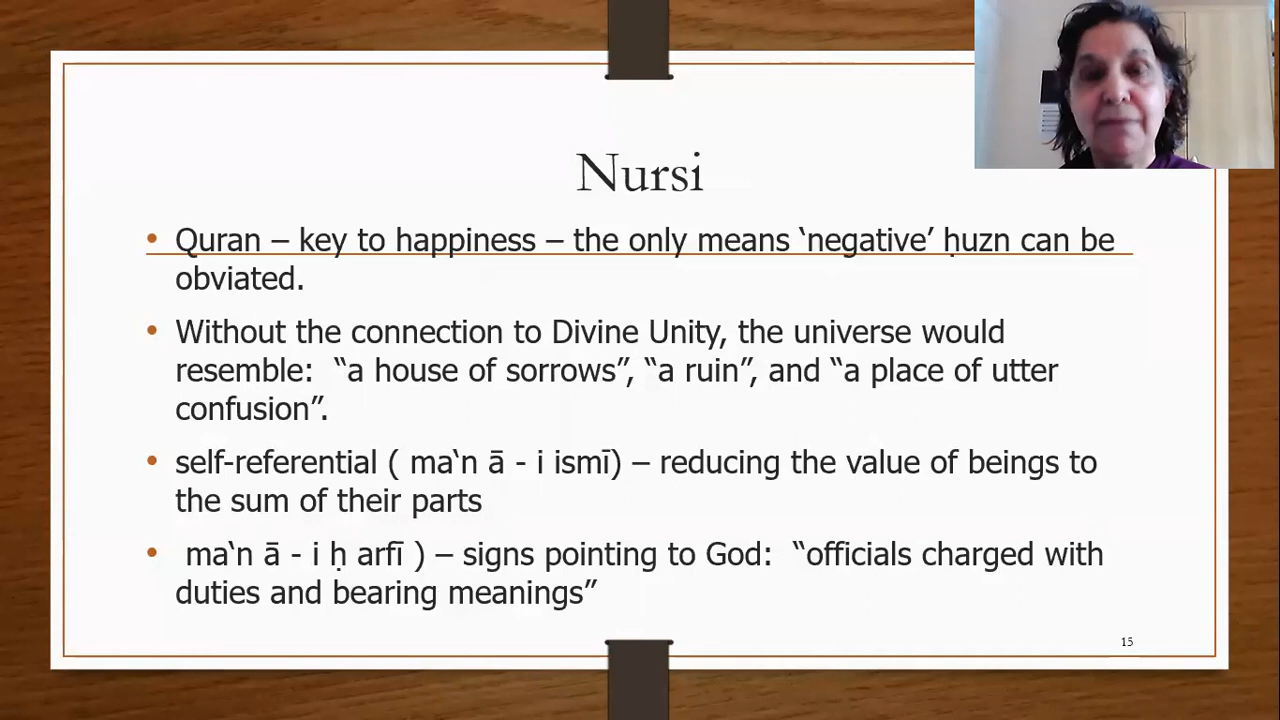 Nursi
• Quran – key to happiness – the only means ‘negative’ ḥuzn can be
obviated.
• Without the connection to Divine Unity, the universe would
resemble:  “a house of sorrows”, “a ruin”, and “a place of utter
confusion”.
• self-referential ( ma‘n ā - i ismī) – reducing the value of beings to
the sum of their parts
• ma‘n ā - i ḥ arfī ) – signs pointing to God:  “officials charged with
duties and bearing meanings”
15